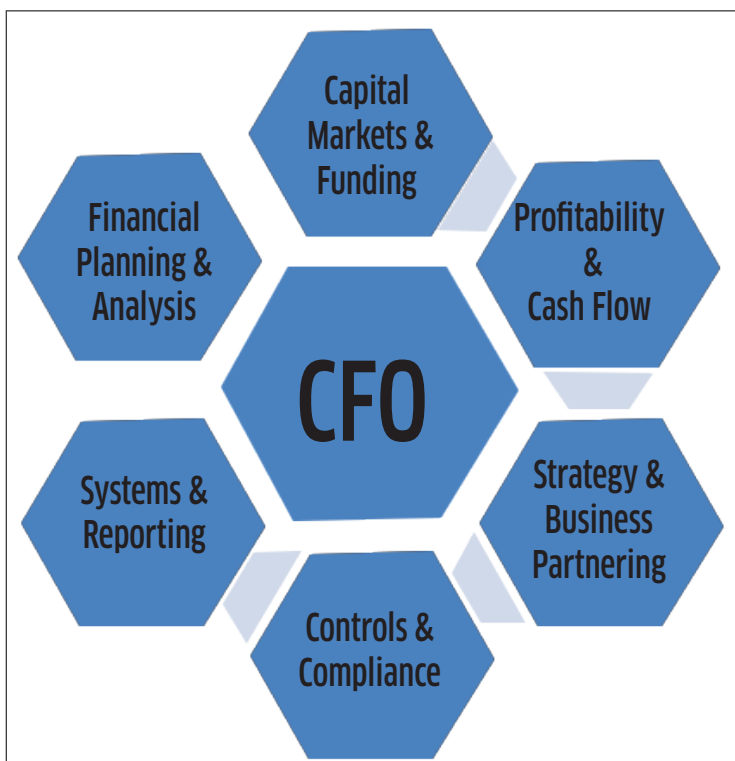 Capital
Markets &
Funding
Profitability
&
Cash Flow
Strategy &
Business
Partnering
Controls &
Compliance
Systems &
Reporting
Financial
Planning &
Analysis
CFO